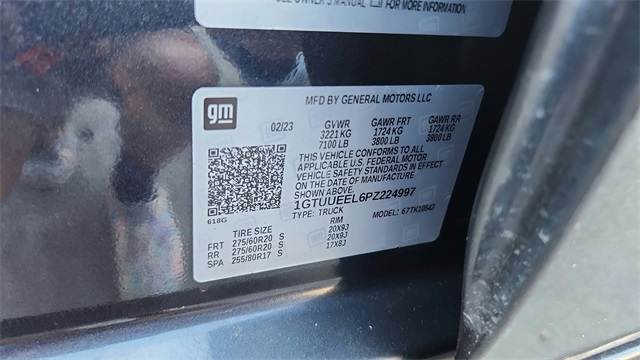 SEE OWNER'S MANUAL FOR MORE INFORMATION
gm
MFD BY GENERAL MOTORS LLC
02/23 GVWR GAWR FRT GAWR RR
3221 KG 1724 KG 1724 KG
7100 LB 3800 LB 3800 LB
THIS VEHICLE CONFORMS TO ALL
APPLICABLE U.S. FEDERAL MOTOR
VEHICLE SAFETY STANDARDS IN EFFECT
ON THE DATE OF MANUFACTURE
SHOWN ABOVE.
1GTUUEEL6PZ224997
618G TYPE: TRUCK MODEL: 67TK10543
TIRE SIZE RIM
FRT 275/60R20 S 20X9J
RR 275/60R20 S 20X9J
SPA 255/80R17 S 17X8J